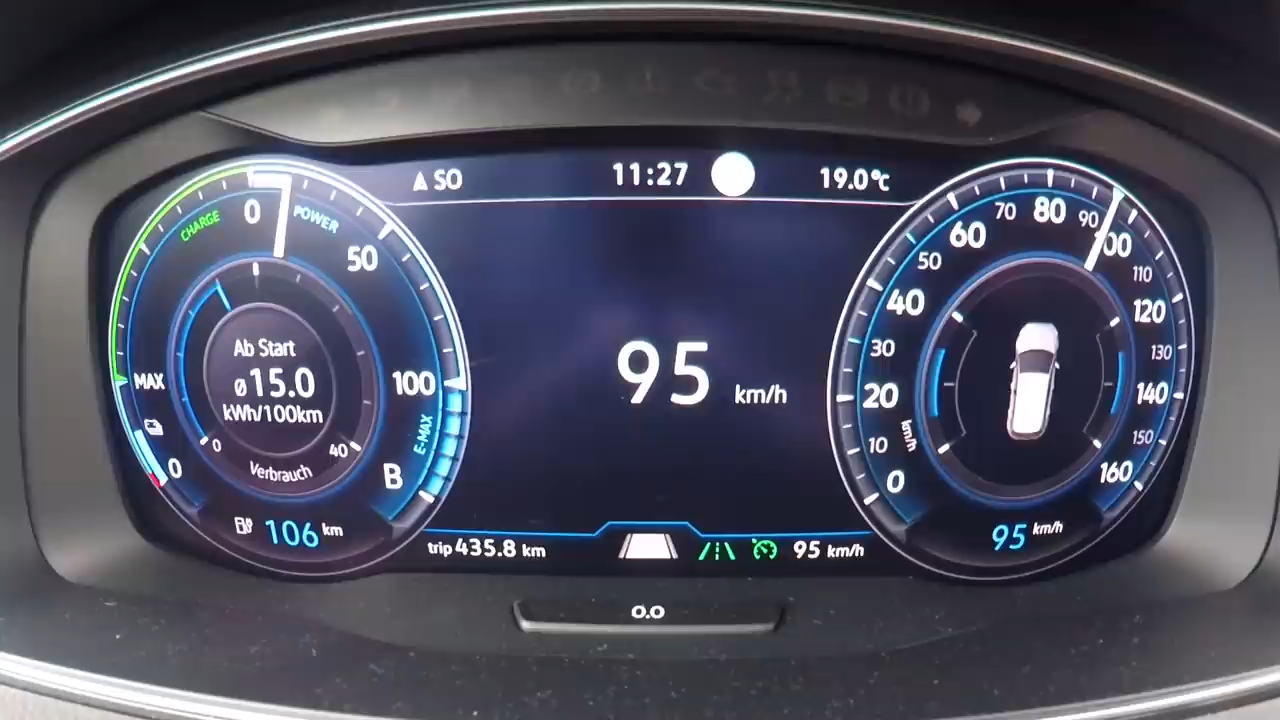 SO
11:27
19.0°C
CHARGE
0
POWER
50
100
MAX
0
E-MAX
B
Ab Start
ø15.0
kWh/100km
0
40
Verbrauch
106 km
95 km/h
0
10
20
30
40
50
60
70
80
90
100
110
120
130
140
150
160
km/h
95 km/h
trip 435.8 km
95 km/h
0.0